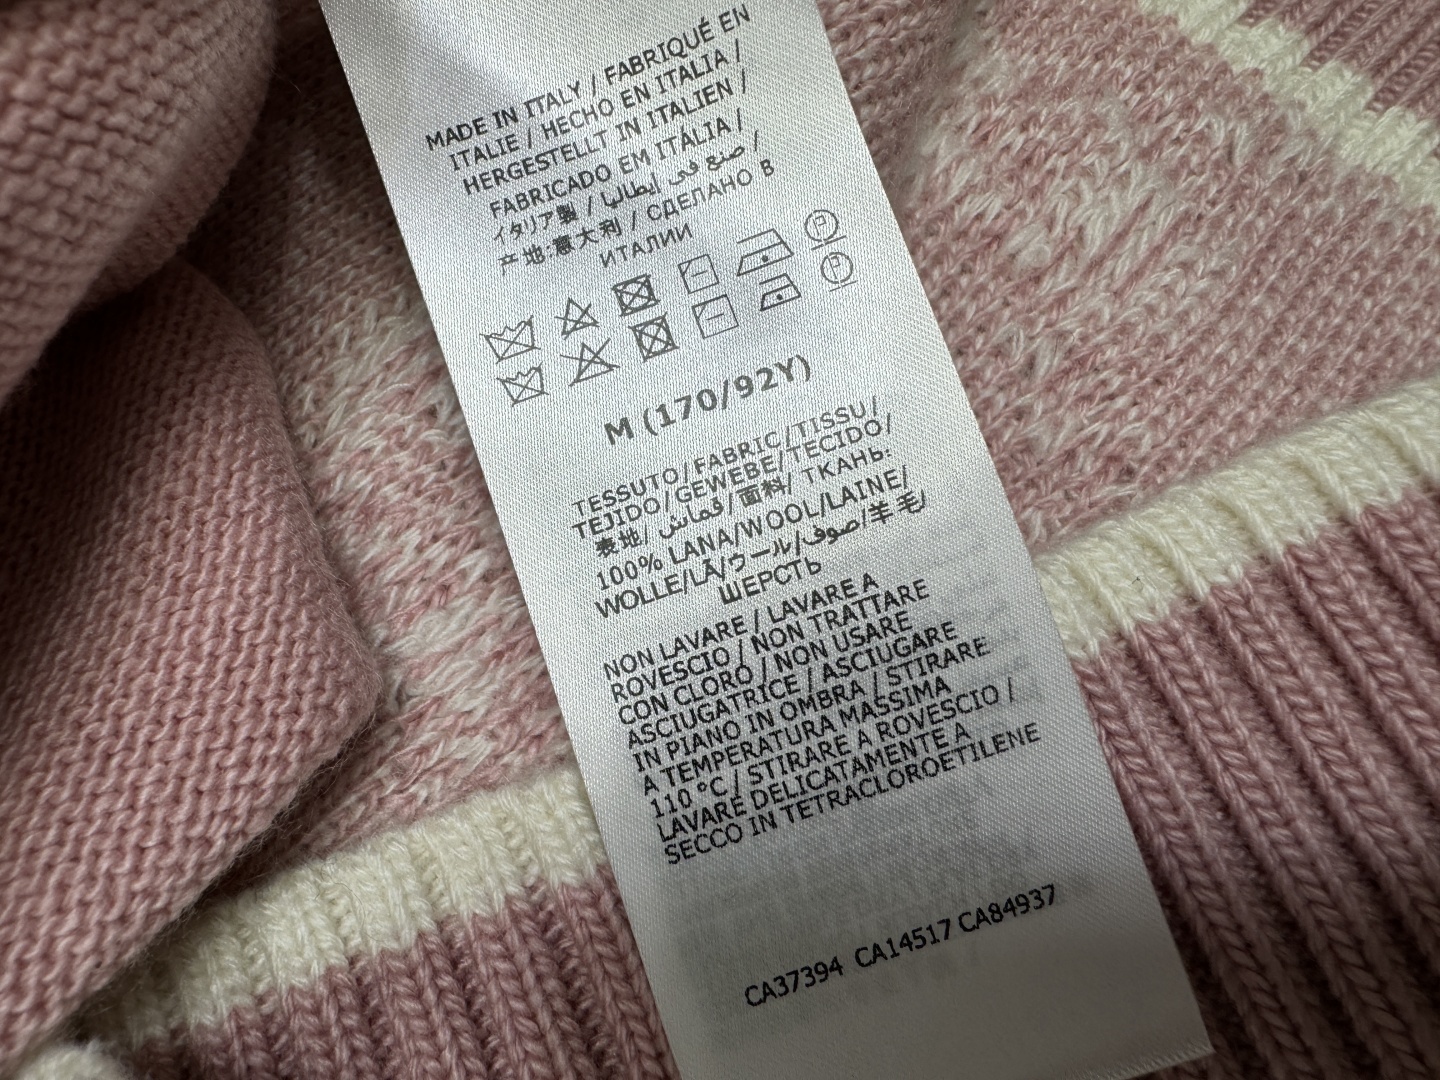 MADE IN ITALY / FABRIQUÉ EN
ITALIE / HECHO EN ITALIA /
HERGESTELLT IN ITALIEN /
FABRICADO EM ITÁLIA /
イタリア製 / صنع في إيطاليا /
产地:意大利 / СДЕЛАНО В
ИТАЛИИ
P
P
M (170/92Y)
TESSUTO/FABRIC/TISSU/
TEJIDO/GEWEBE/TECIDO/
表地/ قماش/面料/ ТКАНЬ:
100% LANA/WOOL/LAINE/
WOLLE/LÃ/ウール/صوف/羊毛/
ШЕРСТЬ
NON LAVARE / LAVARE A
ROVESCIO / NON TRATTARE
CON CLORO / NON USARE
ASCIUGATRICE / ASCIUGARE
IN PIANO IN OMBRA / STIRARE
A TEMPERATURA MASSIMA
110 °C / STIRARE A ROVESCIO /
LAVARE DELICATAMENTE A
SECCO IN TETRACLOROETILENE
CA37394 CA14517 CA84937